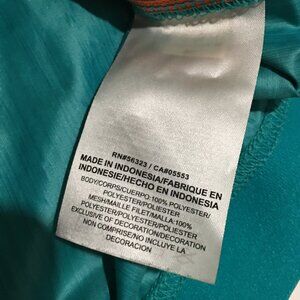 RN#56323 / CA#05553
MADE IN INDONESIA/FABRIQUE EN
INDONESIE/HECHO EN INDONESIA
BODY/CORPS/CUERPO:100% POLYESTER/
POLYESTER/POLIESTER
MESH/MAILLE FILET/MALLA:100%
POLYESTER/POLYESTER/POLIESTER
EXCLUSIVE OF DECORATION/DECORATION
NON COMPRISE/NO INCLUYE LA
DECORACION